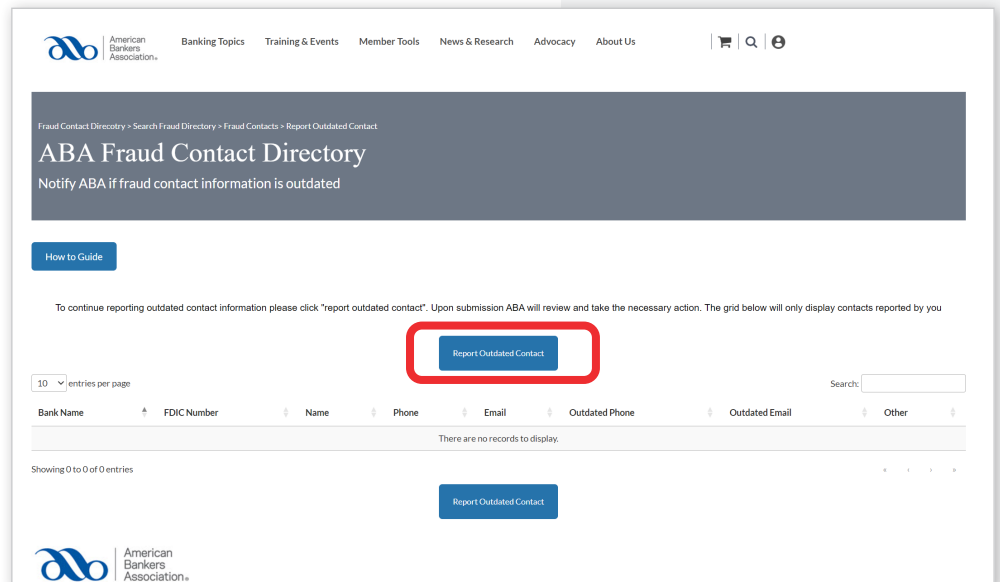 American
Bankers
Association®
Banking Topics Training & Events Member Tools News & Research Advocacy About Us
Fraud Contact Direcotry > Search Fraud Directory > Fraud Contacts > Report Outdated Contact
ABA Fraud Contact Directory
Notify ABA if fraud contact information is outdated
How to Guide
To continue reporting outdated contact information please click "report outdated contact". Upon submission ABA will review and take the necessary action. The grid below will only display contacts reported by you
Report Outdated Contact
10 entries per page Search:
Bank Name FDIC Number Name Phone Email Outdated Phone Outdated Email Other
There are no records to display.
Showing 0 to 0 of 0 entries « ‹ › »
Report Outdated Contact
American
Bankers
Association®